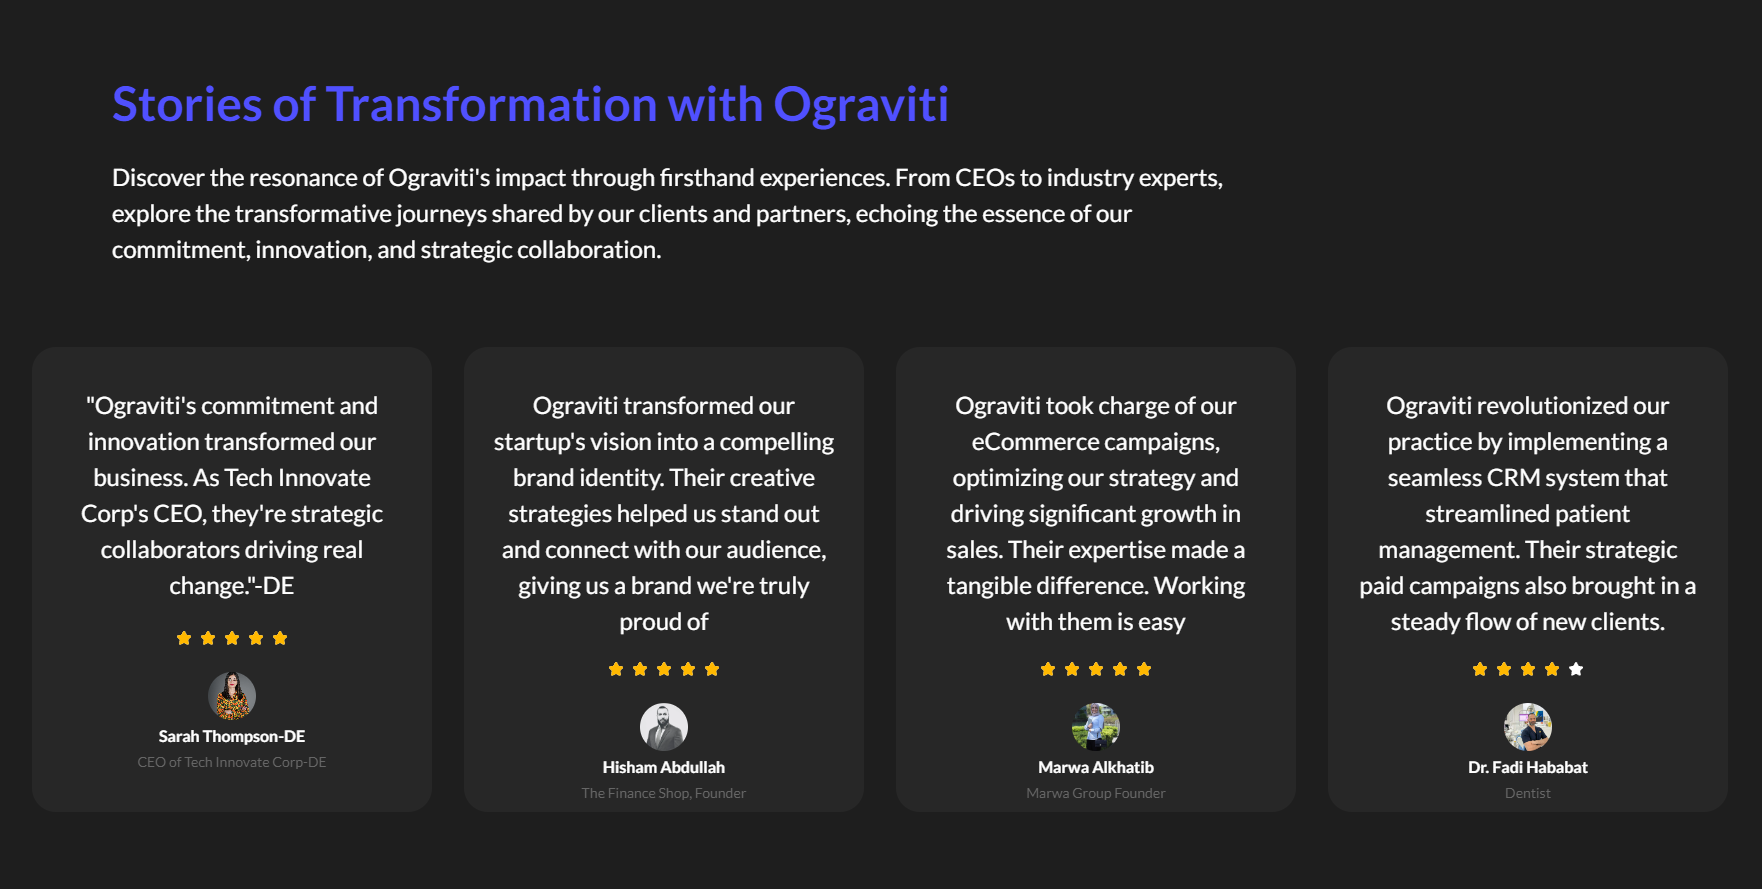 Stories of Transformation with Ograviti
Discover the resonance of Ograviti's impact through firsthand experiences. From CEOs to industry experts,
explore the transformative journeys shared by our clients and partners, echoing the essence of our
commitment, innovation, and strategic collaboration.
"Ograviti's commitment and
innovation transformed our
business. As Tech Innovate
Corp's CEO, they're strategic
collaborators driving real
change."-DE
Sarah Thompson-DE
CEO of Tech Innovate Corp-DE
Ograviti transformed our
startup's vision into a compelling
brand identity. Their creative
strategies helped us stand out
and connect with our audience,
giving us a brand we're truly
proud of
Hisham Abdullah
The Finance Shop, Founder
Ograviti took charge of our
eCommerce campaigns,
optimizing our strategy and
driving significant growth in
sales. Their expertise made a
tangible difference. Working
with them is easy
Marwa Alkhatib
Marwa Group Founder
Ograviti revolutionized our
practice by implementing a
seamless CRM system that
streamlined patient
management. Their strategic
paid campaigns also brought in a
steady flow of new clients.
Dr. Fadi Hababat
Dentist